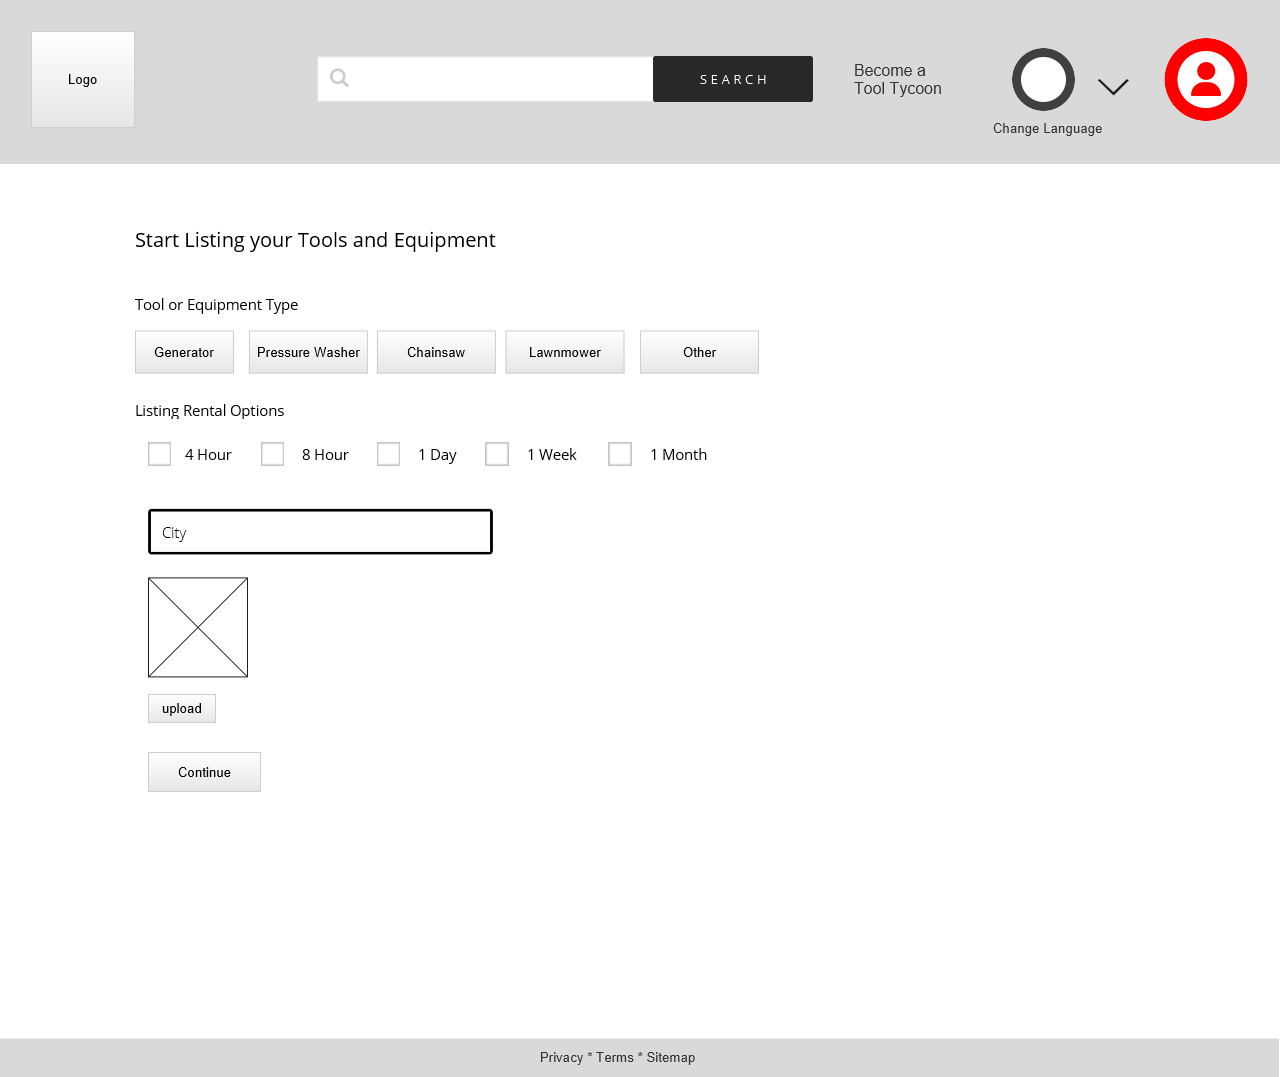 Logo
SEARCH
Become a
Tool Tycoon
Change Language
Start Listing your Tools and Equipment
Tool or Equipment Type
Generator
Pressure Washer
Chainsaw
Lawnmower
Other
Listing Rental Options
4 Hour
8 Hour
1 Day
1 Week
1 Month
City
upload
Continue
Privacy * Terms * Sitemap